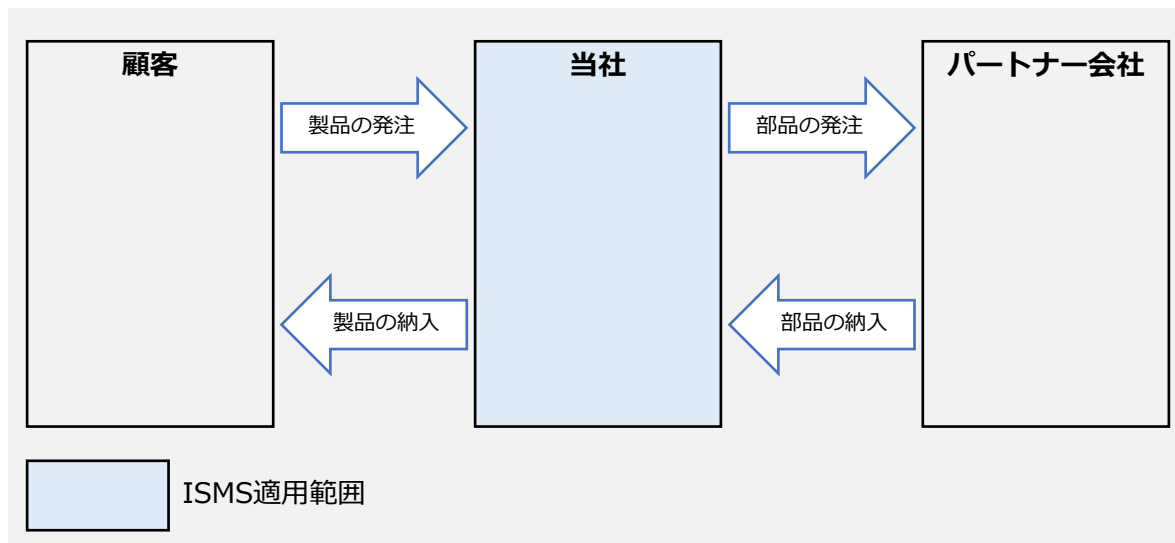 顧客
当社
パートナー会社
製品の発注
部品の発注
製品の納入
部品の納入
ISMS適用範囲